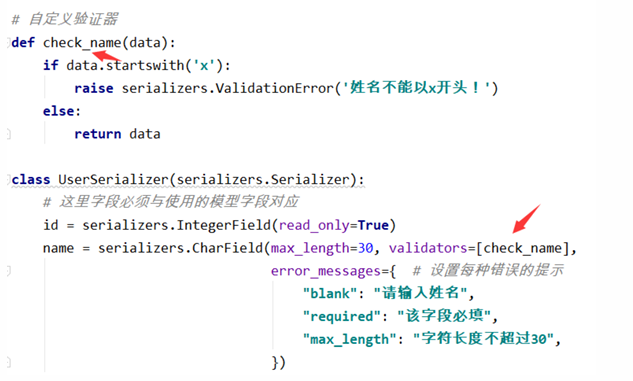 # 自定义验证器
def check_name(data):
if data.startswith('x'):
raise serializers.ValidationError('姓名不能以x开头！')
else:
return data
class UserSerializer(serializers.Serializer):
# 这里字段必须与使用的模型字段对应
id = serializers.IntegerField(read_only=True)
name = serializers.CharField(max_length=30, validators=[check_name],
error_messages={  # 设置每种错误的提示
"blank": "请输入姓名",
"required": "该字段必填",
"max_length": "字符长度不超过30",
})